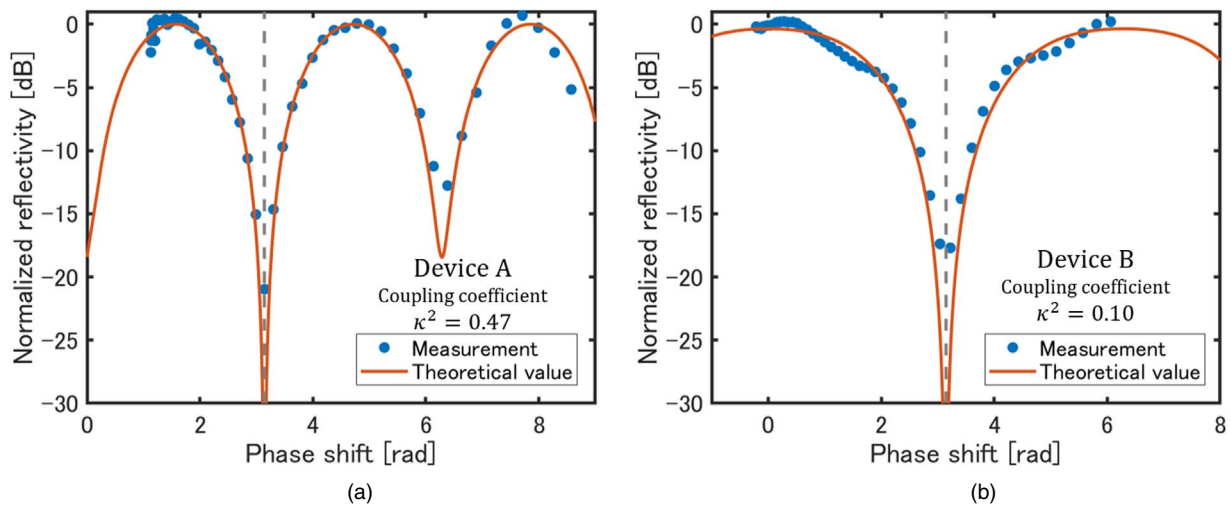 Normalized reflectivity [dB]
0
−5
−10
−15
−20
−25
−30
0 2 4 6 8
Phase shift [rad]
Device A
Coupling coefficient
κ² = 0.47
Measurement
Theoretical value
(a)
Normalized reflectivity [dB]
0
−5
−10
−15
−20
−25
−30
0 2 4 6 8
Phase shift [rad]
Device B
Coupling coefficient
κ² = 0.10
Measurement
Theoretical value
(b)